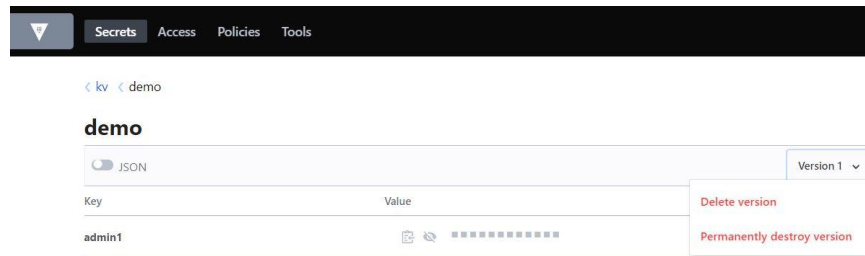 Secrets Access Policies Tools
kv demo
demo
JSON Version 1
Key Value
Delete version
admin1
Permanently destroy version